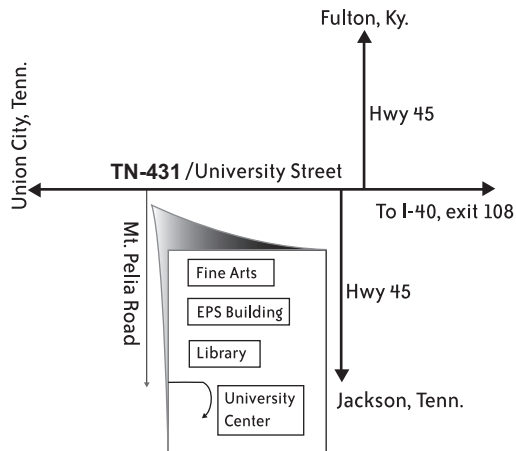 Fulton, Ky.
Hwy 45
Union City, Tenn.
TN-431 /University Street
To I-40, exit 108
Mt. Pelia Road
Fine Arts
Hwy 45
EPS Building
Library
University
Center
Jackson, Tenn.